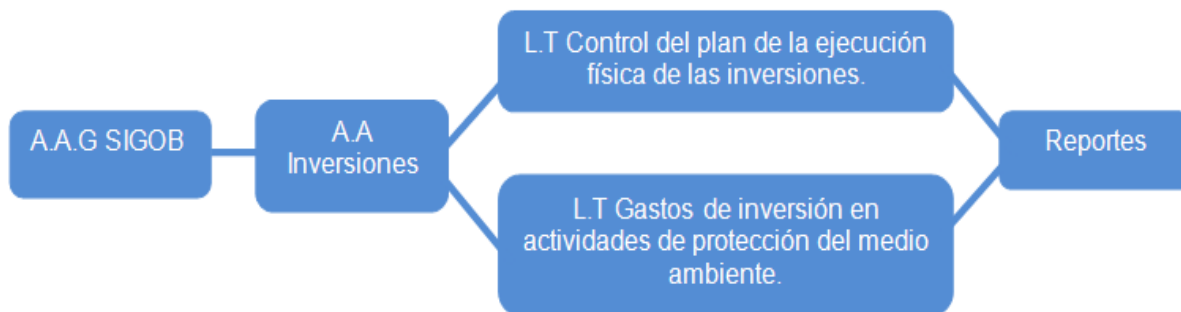 A.A.G SIGOB
A.A
Inversiones
L.T Control del plan de la ejecución
física de las inversiones.
L.T Gastos de inversión en
actividades de protección del medio
ambiente.
Reportes